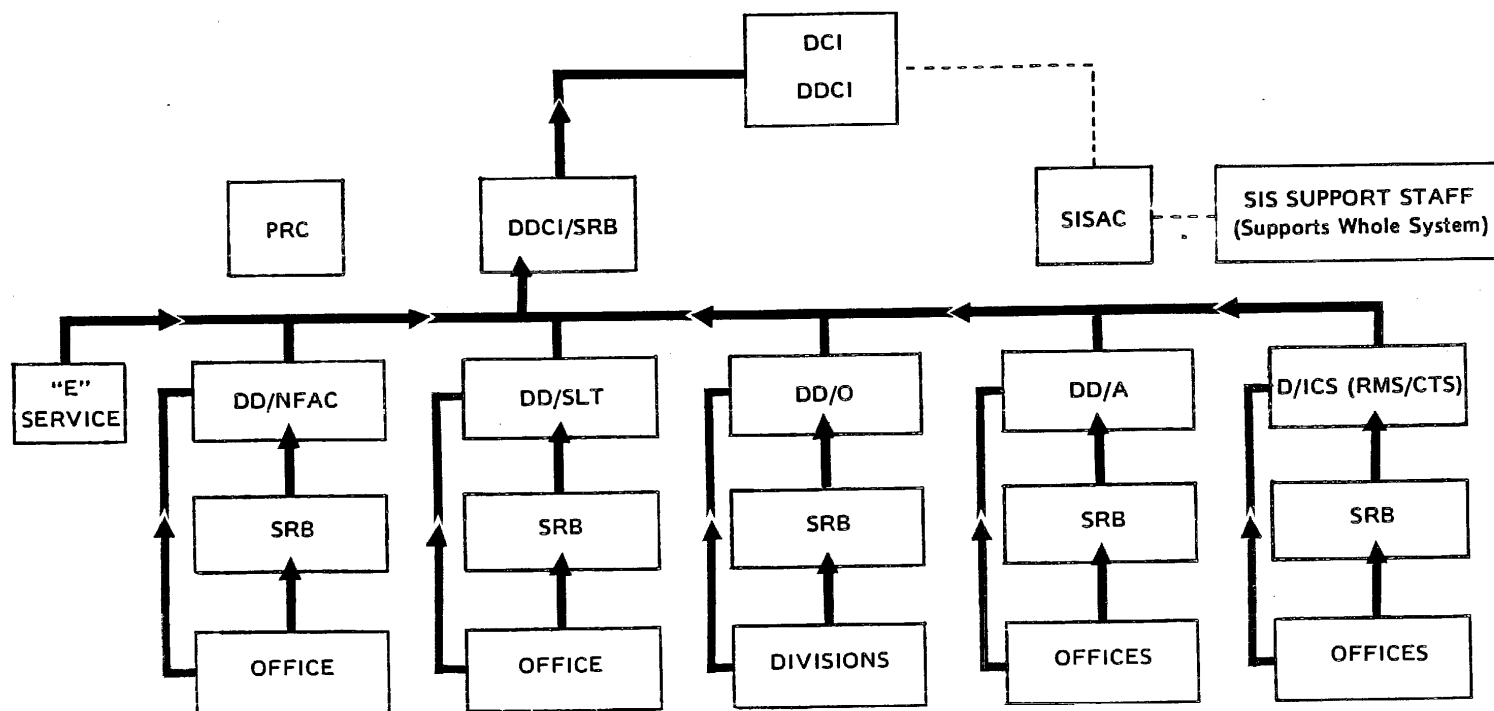 DCI
DDCI
PRC
DDCI/SRB
SISAC
SIS SUPPORT STAFF
(Supports Whole System)
"E"
SERVICE
DD/NFAC
DD/SLT
DD/O
DD/A
D/ICS (RMS/CTS)
SRB
SRB
SRB
SRB
SRB
OFFICE
OFFICE
DIVISIONS
OFFICES
OFFICES